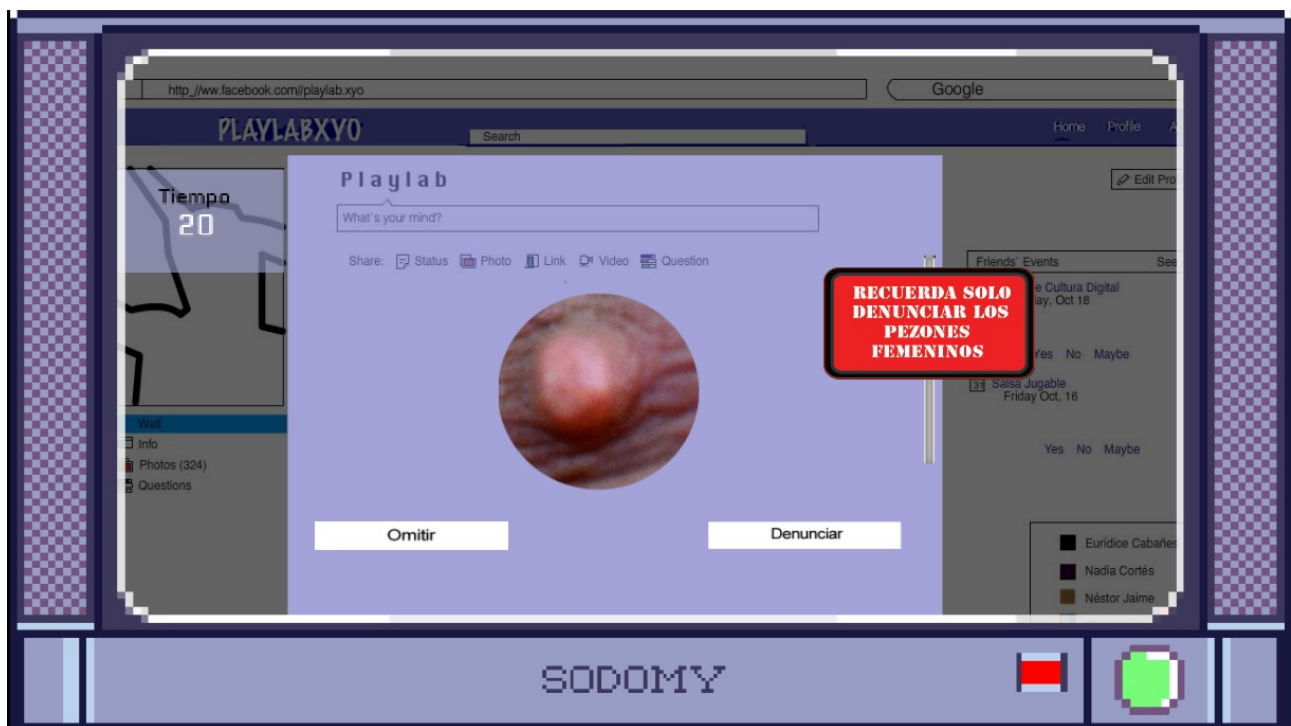 http_//ww.facebook.com//playlab.xyo
Google
PLAYLABXYO
Search
Home Profile
Tiempo
20
Playlab
What's your mind?
Share: Status Photo Link Video Question
Edit Pro
Friends' Events See
RECUERDA SOLO
DENUNCIAR LOS
PEZONES
FEMENINOS
e Cultura Digital
ay, Oct 18
Yes No Maybe
31 Salsa Jugable
Friday Oct, 16
Yes No Maybe
Wall
Info
Photos (324)
Questions
Omitir
Denunciar
Eurídice Cabañes
Nadia Cortés
Néstor Jaime
SODOMY